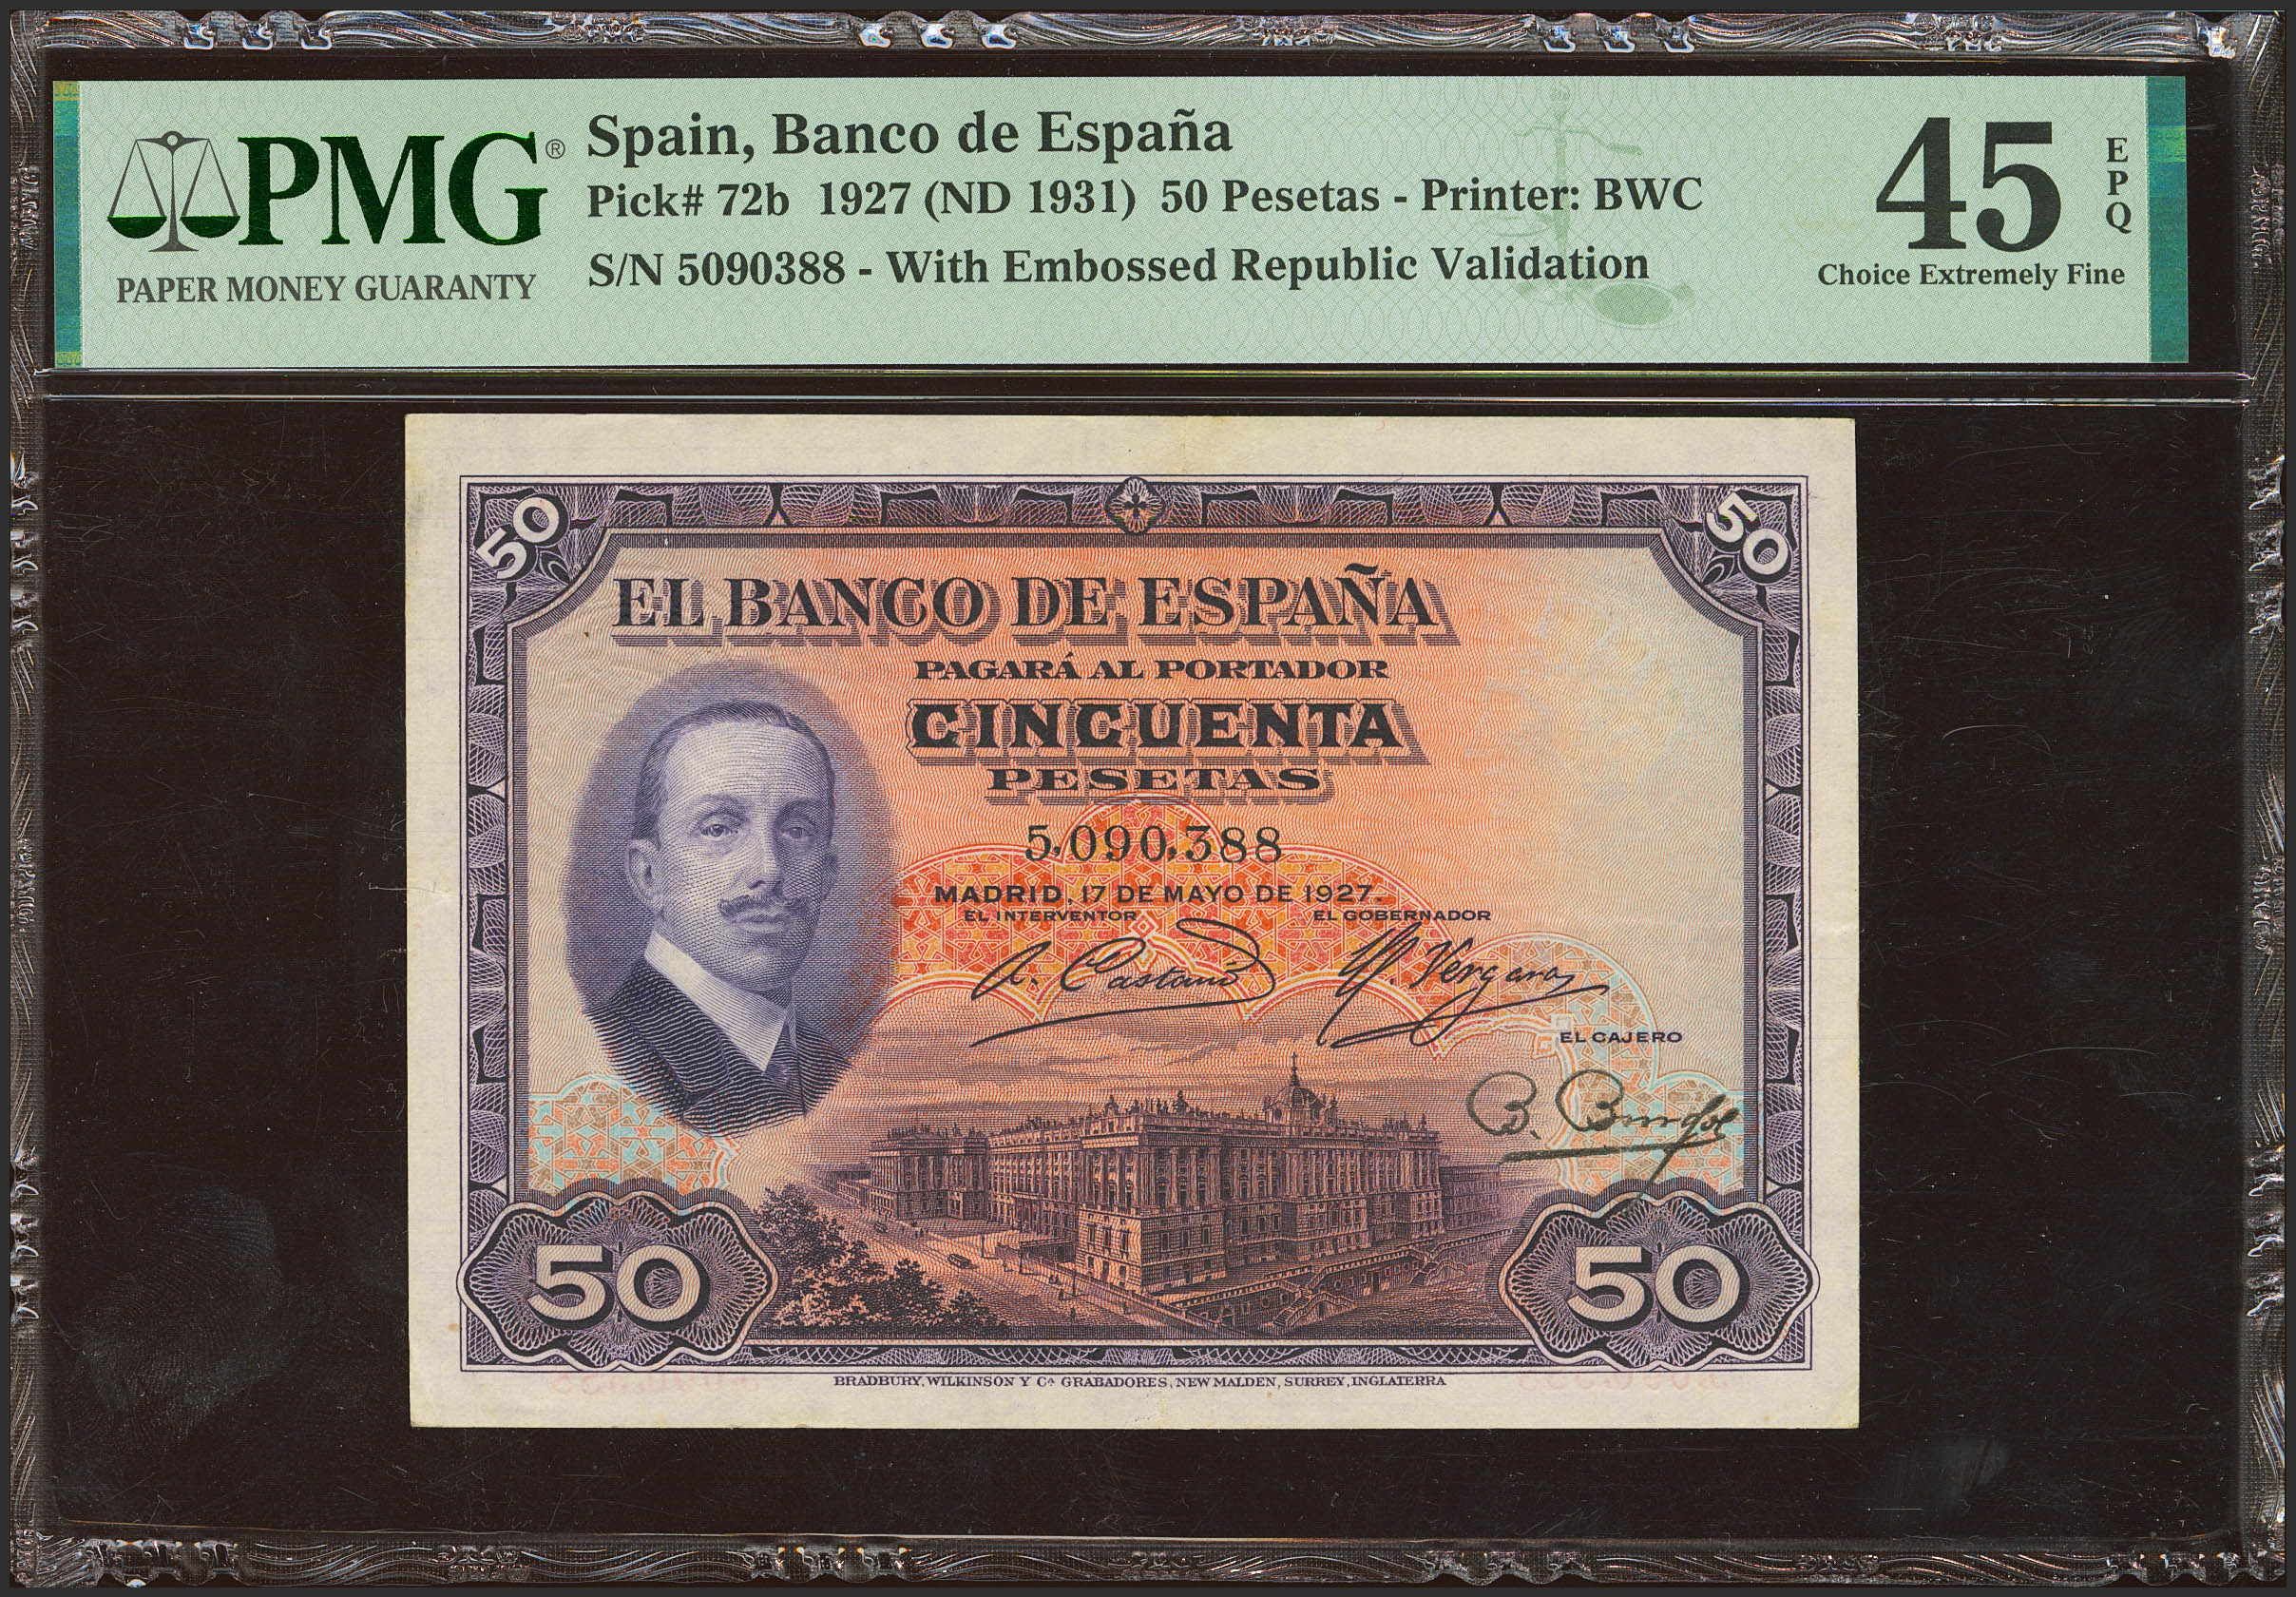 PMG®
PAPER MONEY GUARANTY
Spain, Banco de España
Pick# 72b 1927 (ND 1931) 50 Pesetas - Printer: BWC
S/N 5090388 - With Embossed Republic Validation
45
EPQ
Choice Extremely Fine
50
50
EL BANCO DE ESPAÑA
PAGARÁ AL PORTADOR
CINCUENTA
PESETAS
5,090,388
MADRID, 17 DE MAYO DE 1927.
EL INTERVENTOR EL GOBERNADOR
A. Castaño C. Vergara
EL CAJERO
50
50
BRADBURY, WILKINSON Y Cª GRABADORES, NEW MALDEN, SURREY, INGLATERRA